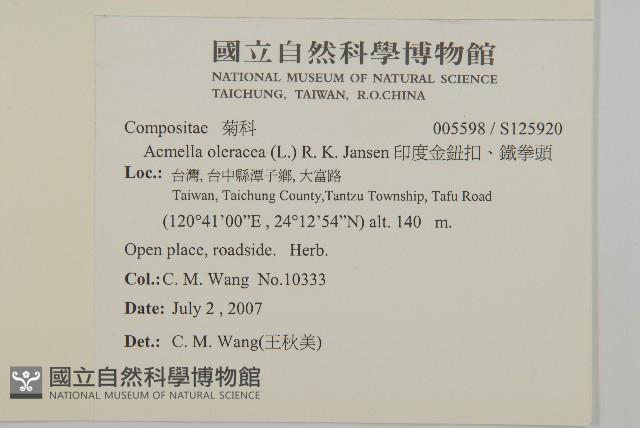 國立自然科學博物館
NATIONAL MUSEUM OF NATURAL SCIENCE
TAICHUNG, TAIWAN, R.O.CHINA
Compositae 菊科 005598 / S125920
Acmella oleracea (L.) R. K. Jansen 印度金鈕扣、鐵拳頭
Loc.: 台灣, 台中縣潭子鄉, 大富路
Taiwan, Taichung County,Tantzu Township, Tafu Road
(120°41’00”E , 24°12’54”N) alt. 140 m.
Open place, roadside. Herb.
Col.: C. M. Wang No.10333
Date: July 2 , 2007
Det.: C. M. Wang(王秋美)
國立自然科學博物館
NATIONAL MUSEUM OF NATURAL SCIENCE